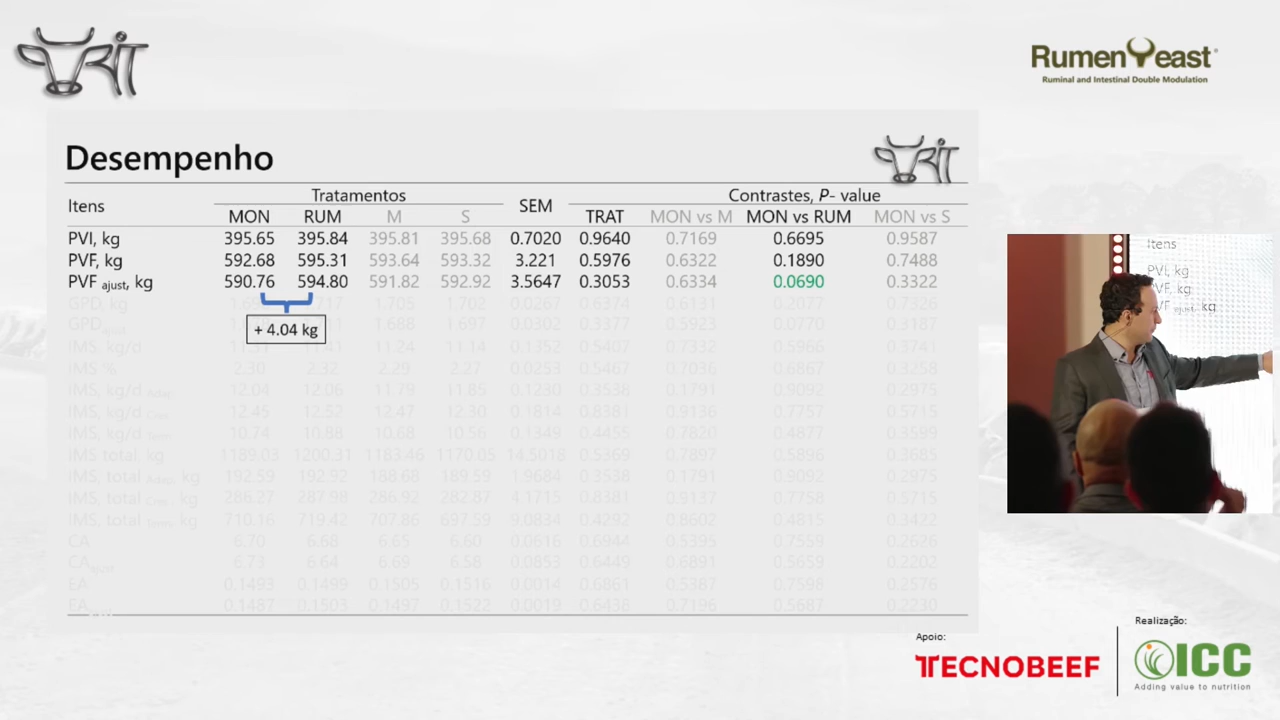 RIT
RumenYeast®
Ruminal and Intestinal Double Modulation
Desempenho
RIT
Itens Tratamentos SEM Contrastes, P- value
MON RUM M S TRAT MON vs M MON vs RUM MON vs S
PVI, kg 395.65 395.84 395.81 395.68 0.7020 0.9640 0.7169 0.6695 0.9587
PVF, kg 592.68 595.31 593.64 593.32 3.221 0.5976 0.6322 0.1890 0.7488
PVF ajust, kg 590.76 594.80 591.82 592.92 3.5647 0.3053 0.6334 0.0690 0.3322
GPD, kg 1.705 0.0267 0.6374 0.6131 0.2077
+ 4.04 kg
GPD 1.688 1.697 0.0302 0.3377 0.5923 0.0770 0.3187
IMS, kg/d 11.24 11.14 0.1352 0.5407 0.7332 0.5966 0.3741
IMS % 2.30 2.32 2.29 2.27 0.0253 0.5467 0.7036 0.6867 0.3258
IMS, kg/d 12.04 12.06 11.79 11.85 0.1230 0.3538 0.1791 0.9092 0.2975
IMS, kg/d 12.45 12.52 12.47 12.30 0.1814 0.8381 0.9136 0.7757 0.5715
IMS, kg/d 10.74 10.88 10.68 10.56 0.1349 0.4455 0.7820 0.4877 0.3599
IMS total, kg 1189.03 1200.31 1183.46 1170.05 14.5018 0.5369 0.7897 0.5896 0.3685
IMS, total kg 192.59 192.92 188.68 189.59 1.9684 0.3538 0.1791 0.9092 0.2975
IMS, total kg 286.27 287.98 286.92 282.87 4.1715 0.8381 0.9137 0.7758 0.5715
IMS, total kg 710.16 719.42 707.86 697.59 9.0834 0.4292 0.8602 0.4815 0.3422
CA 6.70 6.68 6.65 6.60 0.0616 0.6944 0.5395 0.7559 0.2626
CA 6.73 6.64 6.69 6.58 0.0853 0.6449 0.6891 0.5659 0.2202
EA 0.1493 0.1499 0.1505 0.1516 0.0014 0.6861 0.5387 0.7598 0.2576
EA 0.1487 0.1503 0.1497 0.1522 0.0019 0.6438 0.7196 0.5687 0.2230
Itens
PVI, kg
VF, kg
VF ajust, kg
Apoio:
TECNOBEEF
Realização:
ICC
Adding value to nutrition